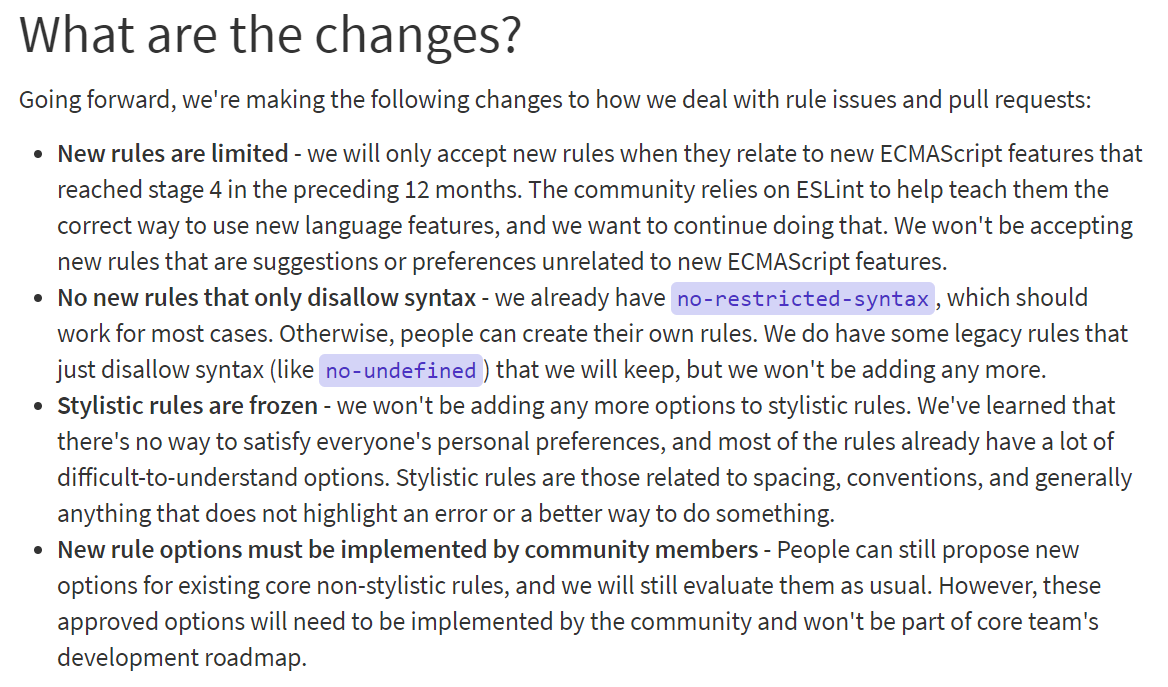 What are the changes?
Going forward, we're making the following changes to how we deal with rule issues and pull requests:
• New rules are limited - we will only accept new rules when they relate to new ECMAScript features that
reached stage 4 in the preceding 12 months. The community relies on ESLint to help teach them the
correct way to use new language features, and we want to continue doing that. We won't be accepting
new rules that are suggestions or preferences unrelated to new ECMAScript features.
• No new rules that only disallow syntax - we already have no-restricted-syntax, which should
work for most cases. Otherwise, people can create their own rules. We do have some legacy rules that
just disallow syntax (like no-undefined) that we will keep, but we won't be adding any more.
• Stylistic rules are frozen - we won't be adding any more options to stylistic rules. We've learned that
there's no way to satisfy everyone's personal preferences, and most of the rules already have a lot of
difficult-to-understand options. Stylistic rules are those related to spacing, conventions, and generally
anything that does not highlight an error or a better way to do something.
• New rule options must be implemented by community members - People can still propose new
options for existing core non-stylistic rules, and we will still evaluate them as usual. However, these
approved options will need to be implemented by the community and won't be part of core team's
development roadmap.